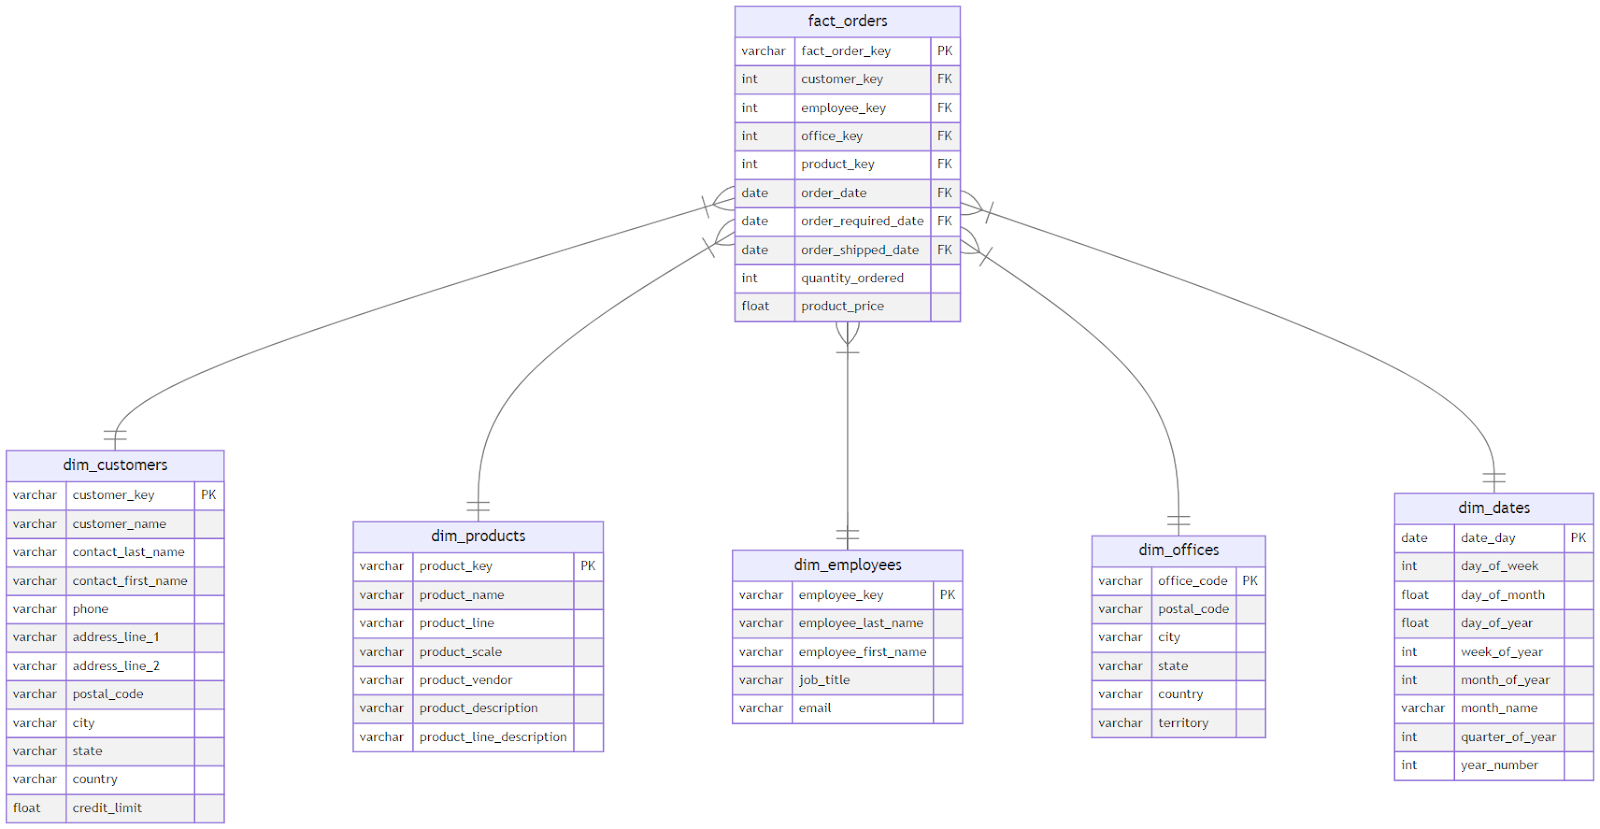 fact_orders
varchar fact_order_key PK
int customer_key FK
int employee_key FK
int office_key FK
int product_key FK
date order_date FK
date order_required_date FK
date order_shipped_date FK
int quantity_ordered
float product_price
dim_customers
varchar customer_key PK
varchar customer_name
varchar contact_last_name
varchar contact_first_name
varchar phone
varchar address_line_1
varchar address_line_2
varchar postal_code
varchar city
varchar state
varchar country
float credit_limit
dim_products
varchar product_key PK
varchar product_name
varchar product_line
varchar product_scale
varchar product_vendor
varchar product_description
varchar product_line_description
dim_employees
varchar employee_key PK
varchar employee_last_name
varchar employee_first_name
varchar job_title
varchar email
dim_offices
varchar office_code PK
varchar postal_code
varchar city
varchar state
varchar country
varchar territory
dim_dates
date date_day PK
int day_of_week
float day_of_month
float day_of_year
int week_of_year
int month_of_year
varchar month_name
int quarter_of_year
int year_number